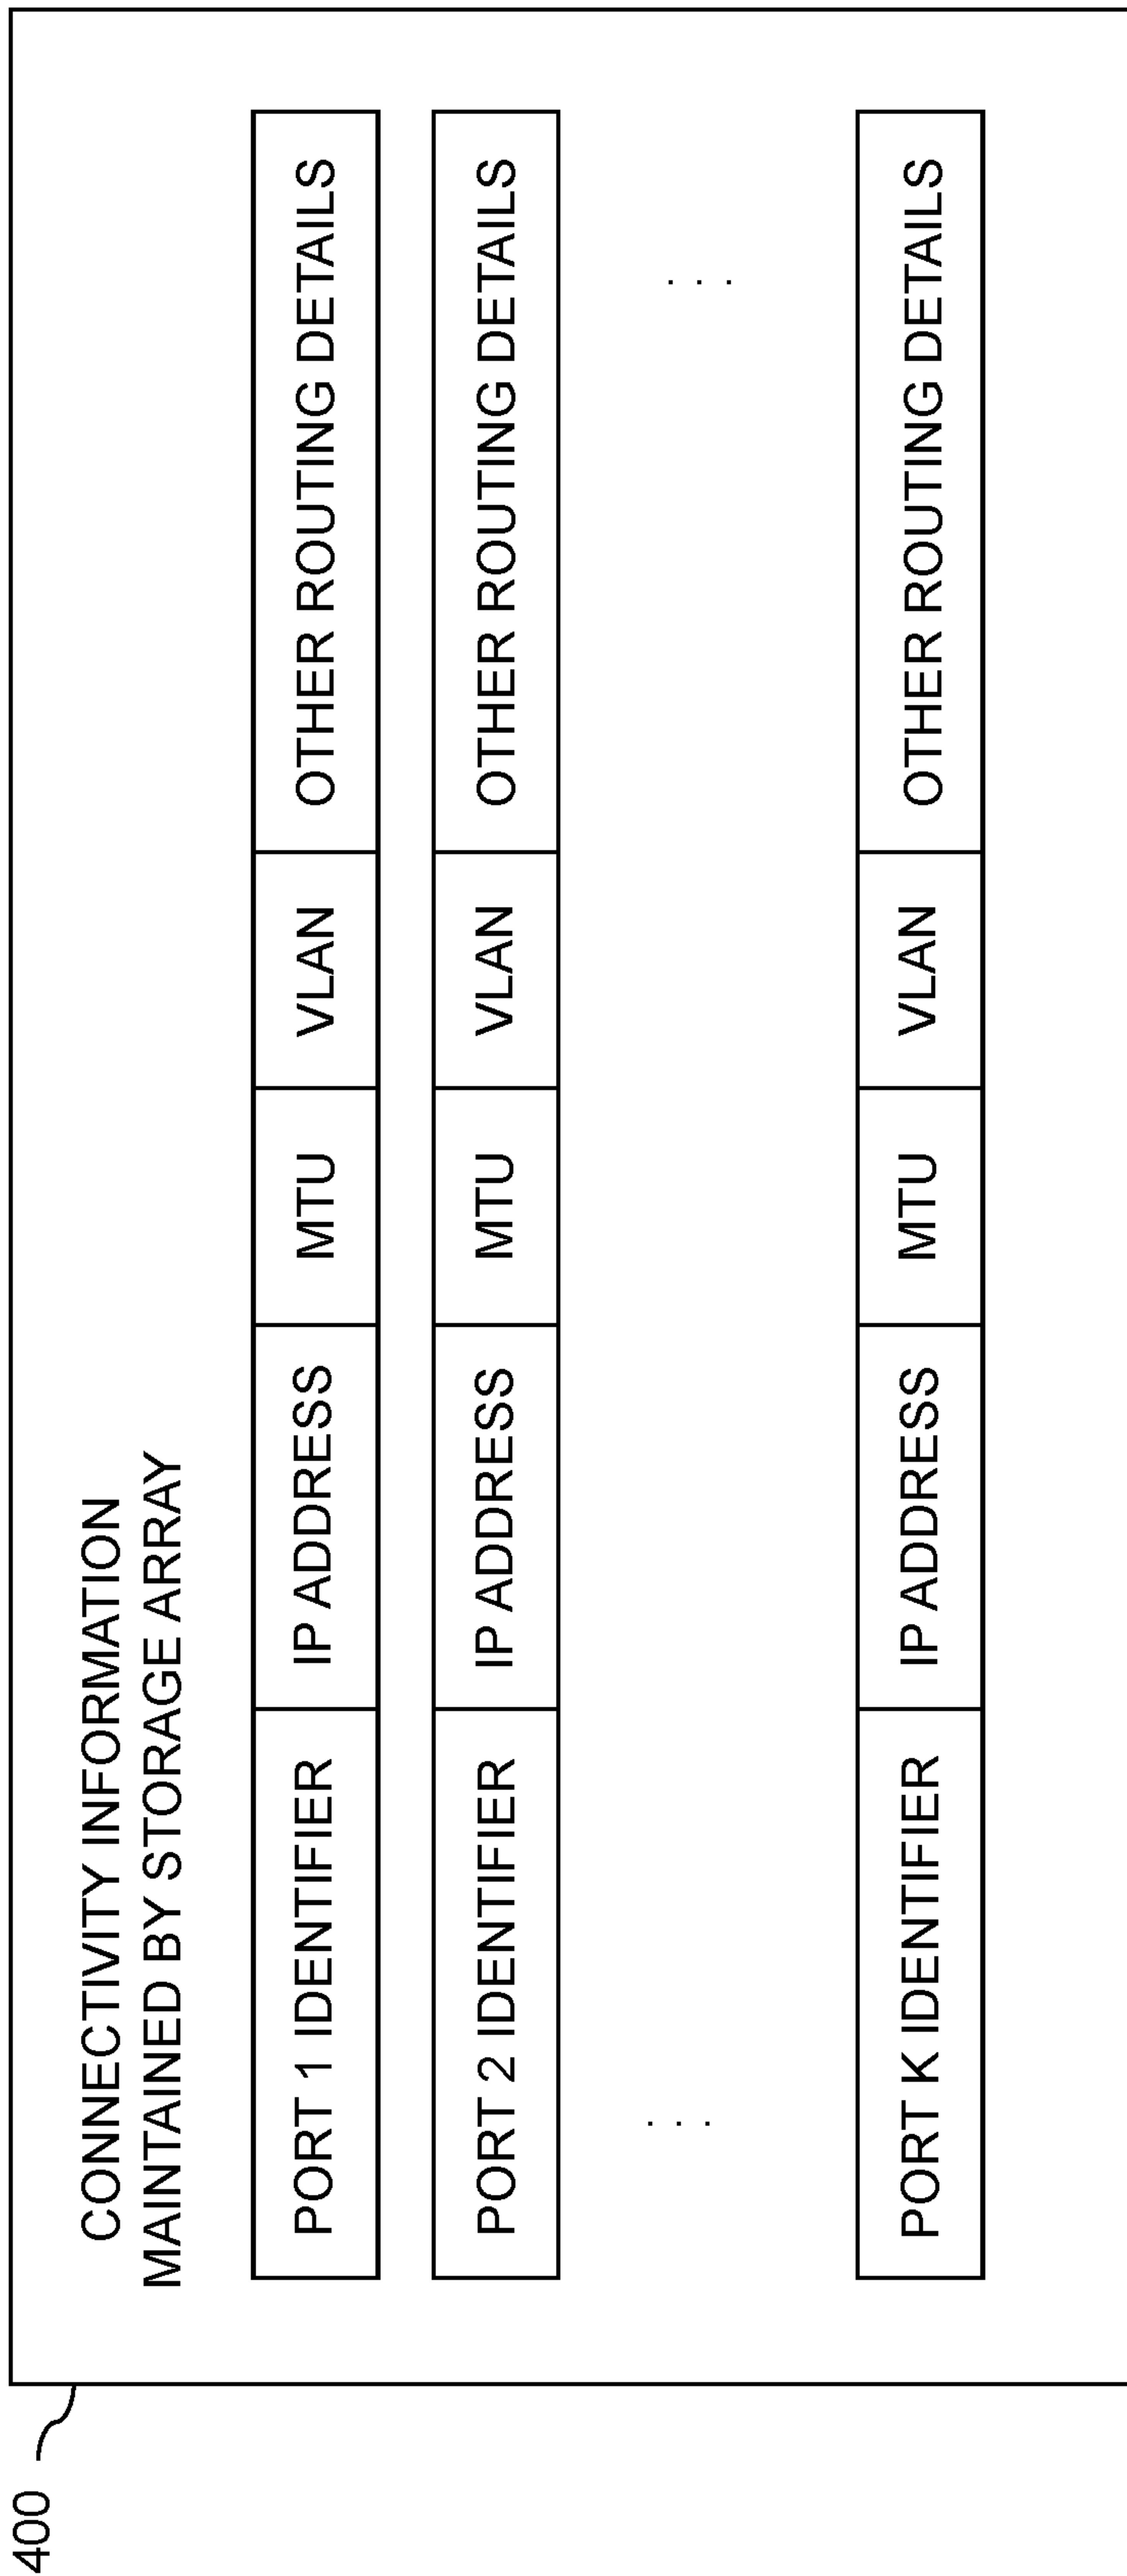 400
CONNECTIVITY INFORMATION
MAINTAINED BY STORAGE ARRAY
PORT 1 IDENTIFIER IP ADDRESS MTU VLAN OTHER ROUTING DETAILS
PORT 2 IDENTIFIER IP ADDRESS MTU VLAN OTHER ROUTING DETAILS
. . . . . .
PORT K IDENTIFIER IP ADDRESS MTU VLAN OTHER ROUTING DETAILS